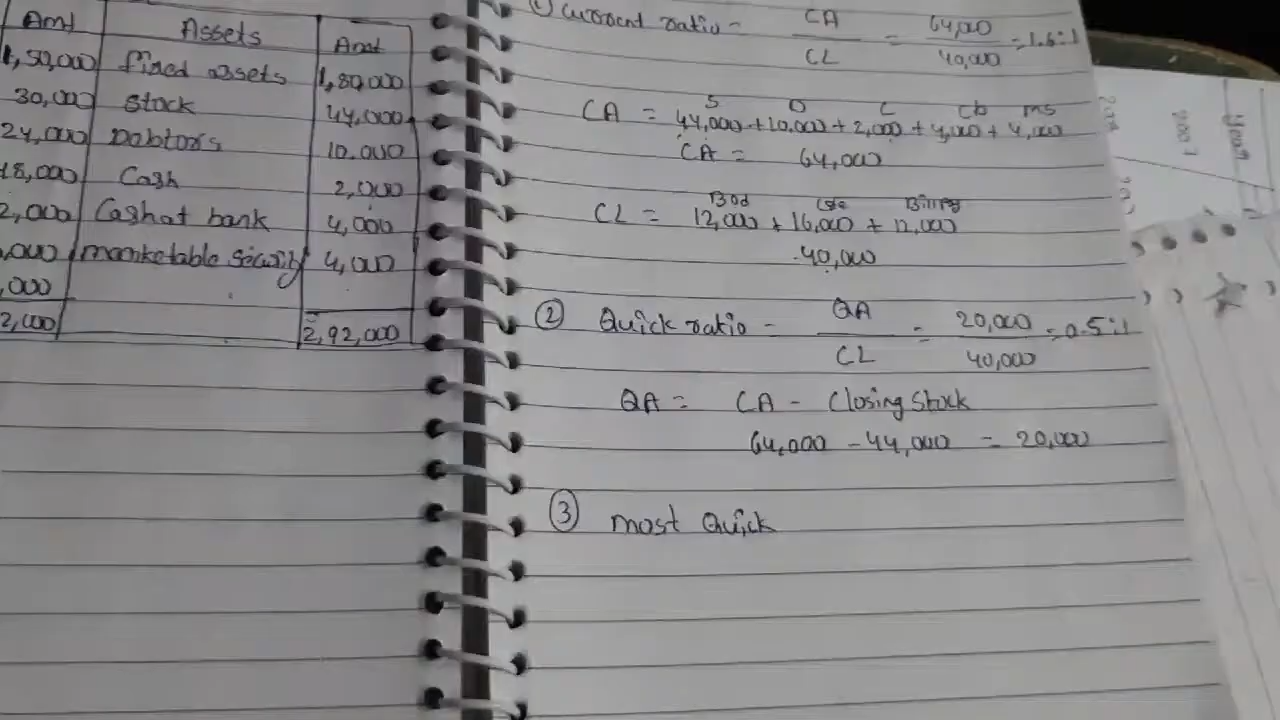 Amt Assets Amt
1,50,000 fixed assets 1,80,000
30,000 Stock 44,000
24,000 Debtors 10,000
18,000 Cash 2,000
2,000 Cash at bank 4,000
,000 marketable security 4,000
,000
2,000 2,92,000
① Current ratio - CA / CL = 64,000 / 40,000 = 1.6:1
S D C Cb ms
CA = 44,000 + 10,000 + 2,000 + 4,000 + 4,000
CA = 64,000
Bod Billpay
CL = 12,000 + 16,000 + 12,000
40,000
② Quick ratio - QA / CL = 20,000 / 40,000 = 0.5:1
QA = CA - Closing Stock
64,000 - 44,000 = 20,000
③ most Quick